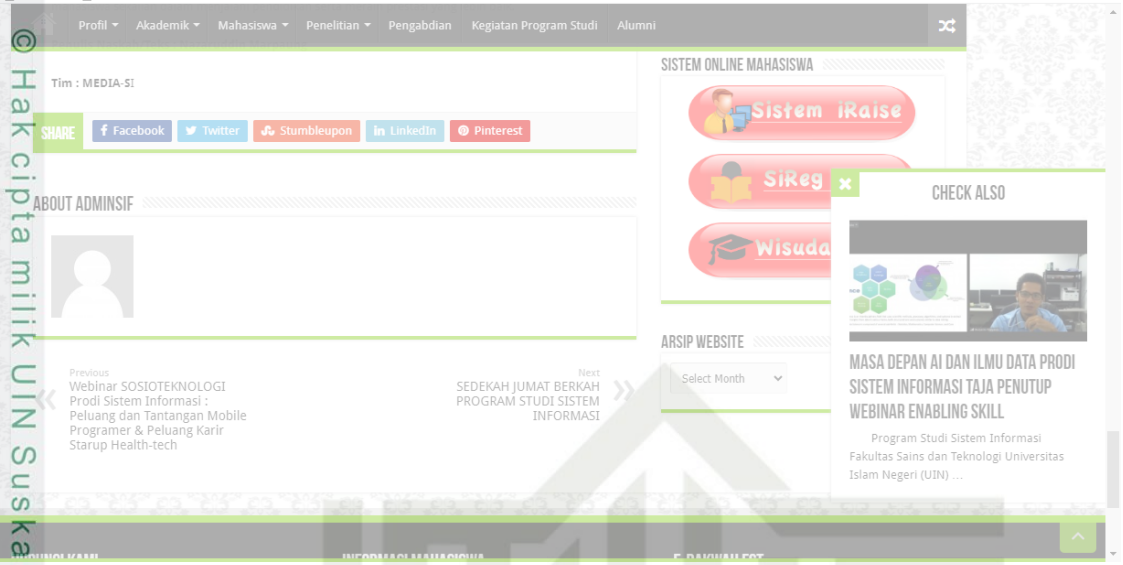 Profil Akademik Mahasiswa Penelitian Pengabdian Kegiatan Program Studi Alumni
© Hak cipta milik UIN Suska
Tim : MEDIA-SI
SHARE Facebook Twitter Stumbleupon LinkedIn Pinterest
ABOUT ADMINSIF
Previous
Webinar SOSIOTEKNOLOGI
Prodi Sistem Informasi :
Peluang dan Tantangan Mobile
Programer & Peluang Karir
Starup Health-tech
Next
SEDEKAH JUMAT BERKAH
PROGRAM STUDI SISTEM
INFORMASI
SISTEM ONLINE MAHASISWA
Sistem iRaise
SiReg
Wisuda
ARSIP WEBSITE
Select Month
CHECK ALSO
MASA DEPAN AI DAN ILMU DATA PRODI
SISTEM INFORMASI TAJA PENUTUP
WEBINAR ENABLING SKILL
Program Studi Sistem Informasi
Fakultas Sains dan Teknologi Universitas
Islam Negeri (UIN) ...